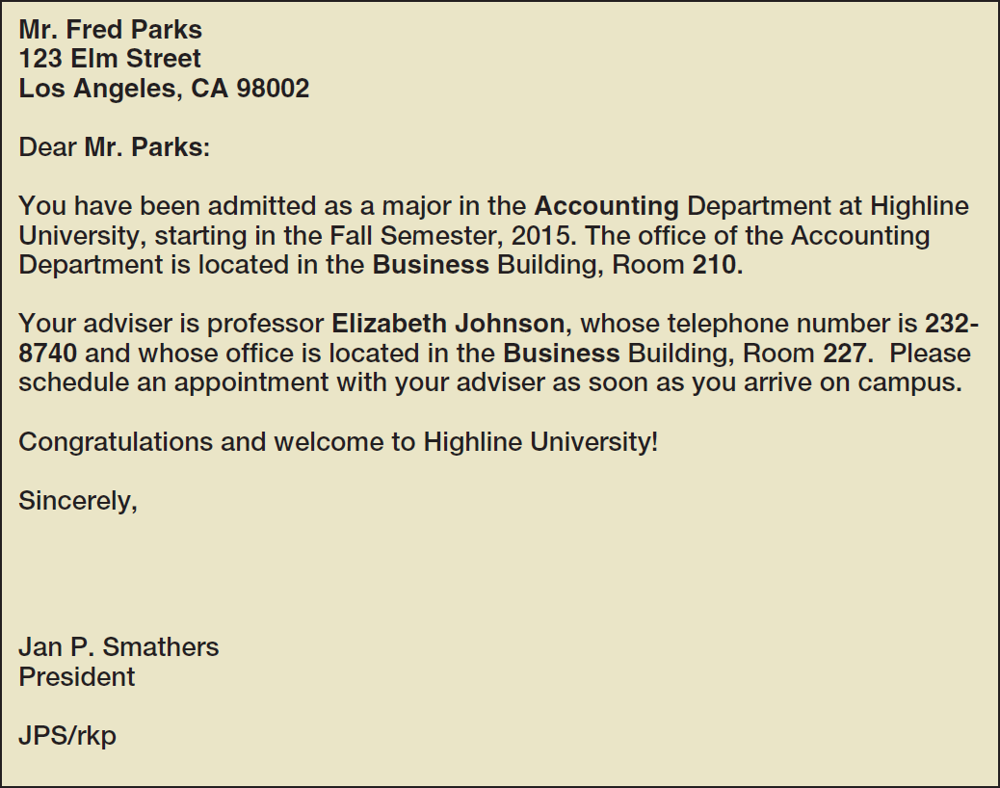 Mr. Fred Parks
123 Elm Street
Los Angeles, CA 98002
Dear Mr. Parks:
You have been admitted as a major in the Accounting Department at Highline
University, starting in the Fall Semester, 2015. The office of the Accounting
Department is located in the Business Building, Room 210.
Your adviser is professor Elizabeth Johnson, whose telephone number is 232-
8740 and whose office is located in the Business Building, Room 227.  Please
schedule an appointment with your adviser as soon as you arrive on campus.
Congratulations and welcome to Highline University!
Sincerely,
Jan P. Smathers
President
JPS/rkp